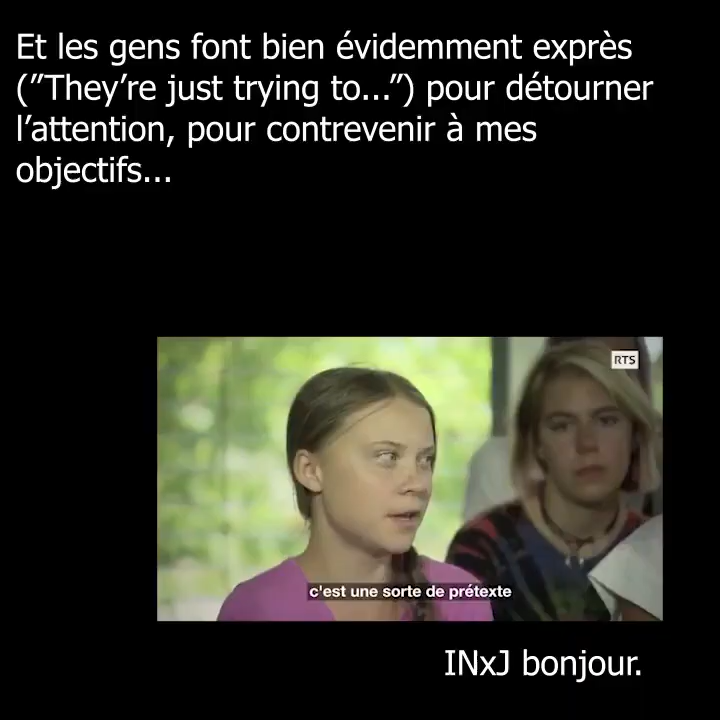 Et les gens font bien évidemment exprès
(”They’re just trying to...”) pour détourner
l’attention, pour contrevenir à mes
objectifs...
RTS
c'est une sorte de prétexte
INxJ bonjour.